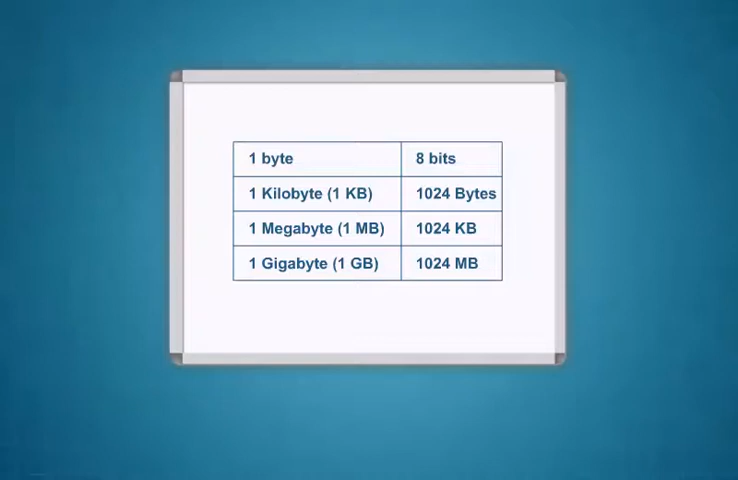 1 byte 8 bits
1 Kilobyte (1 KB) 1024 Bytes
1 Megabyte (1 MB) 1024 KB
1 Gigabyte (1 GB) 1024 MB